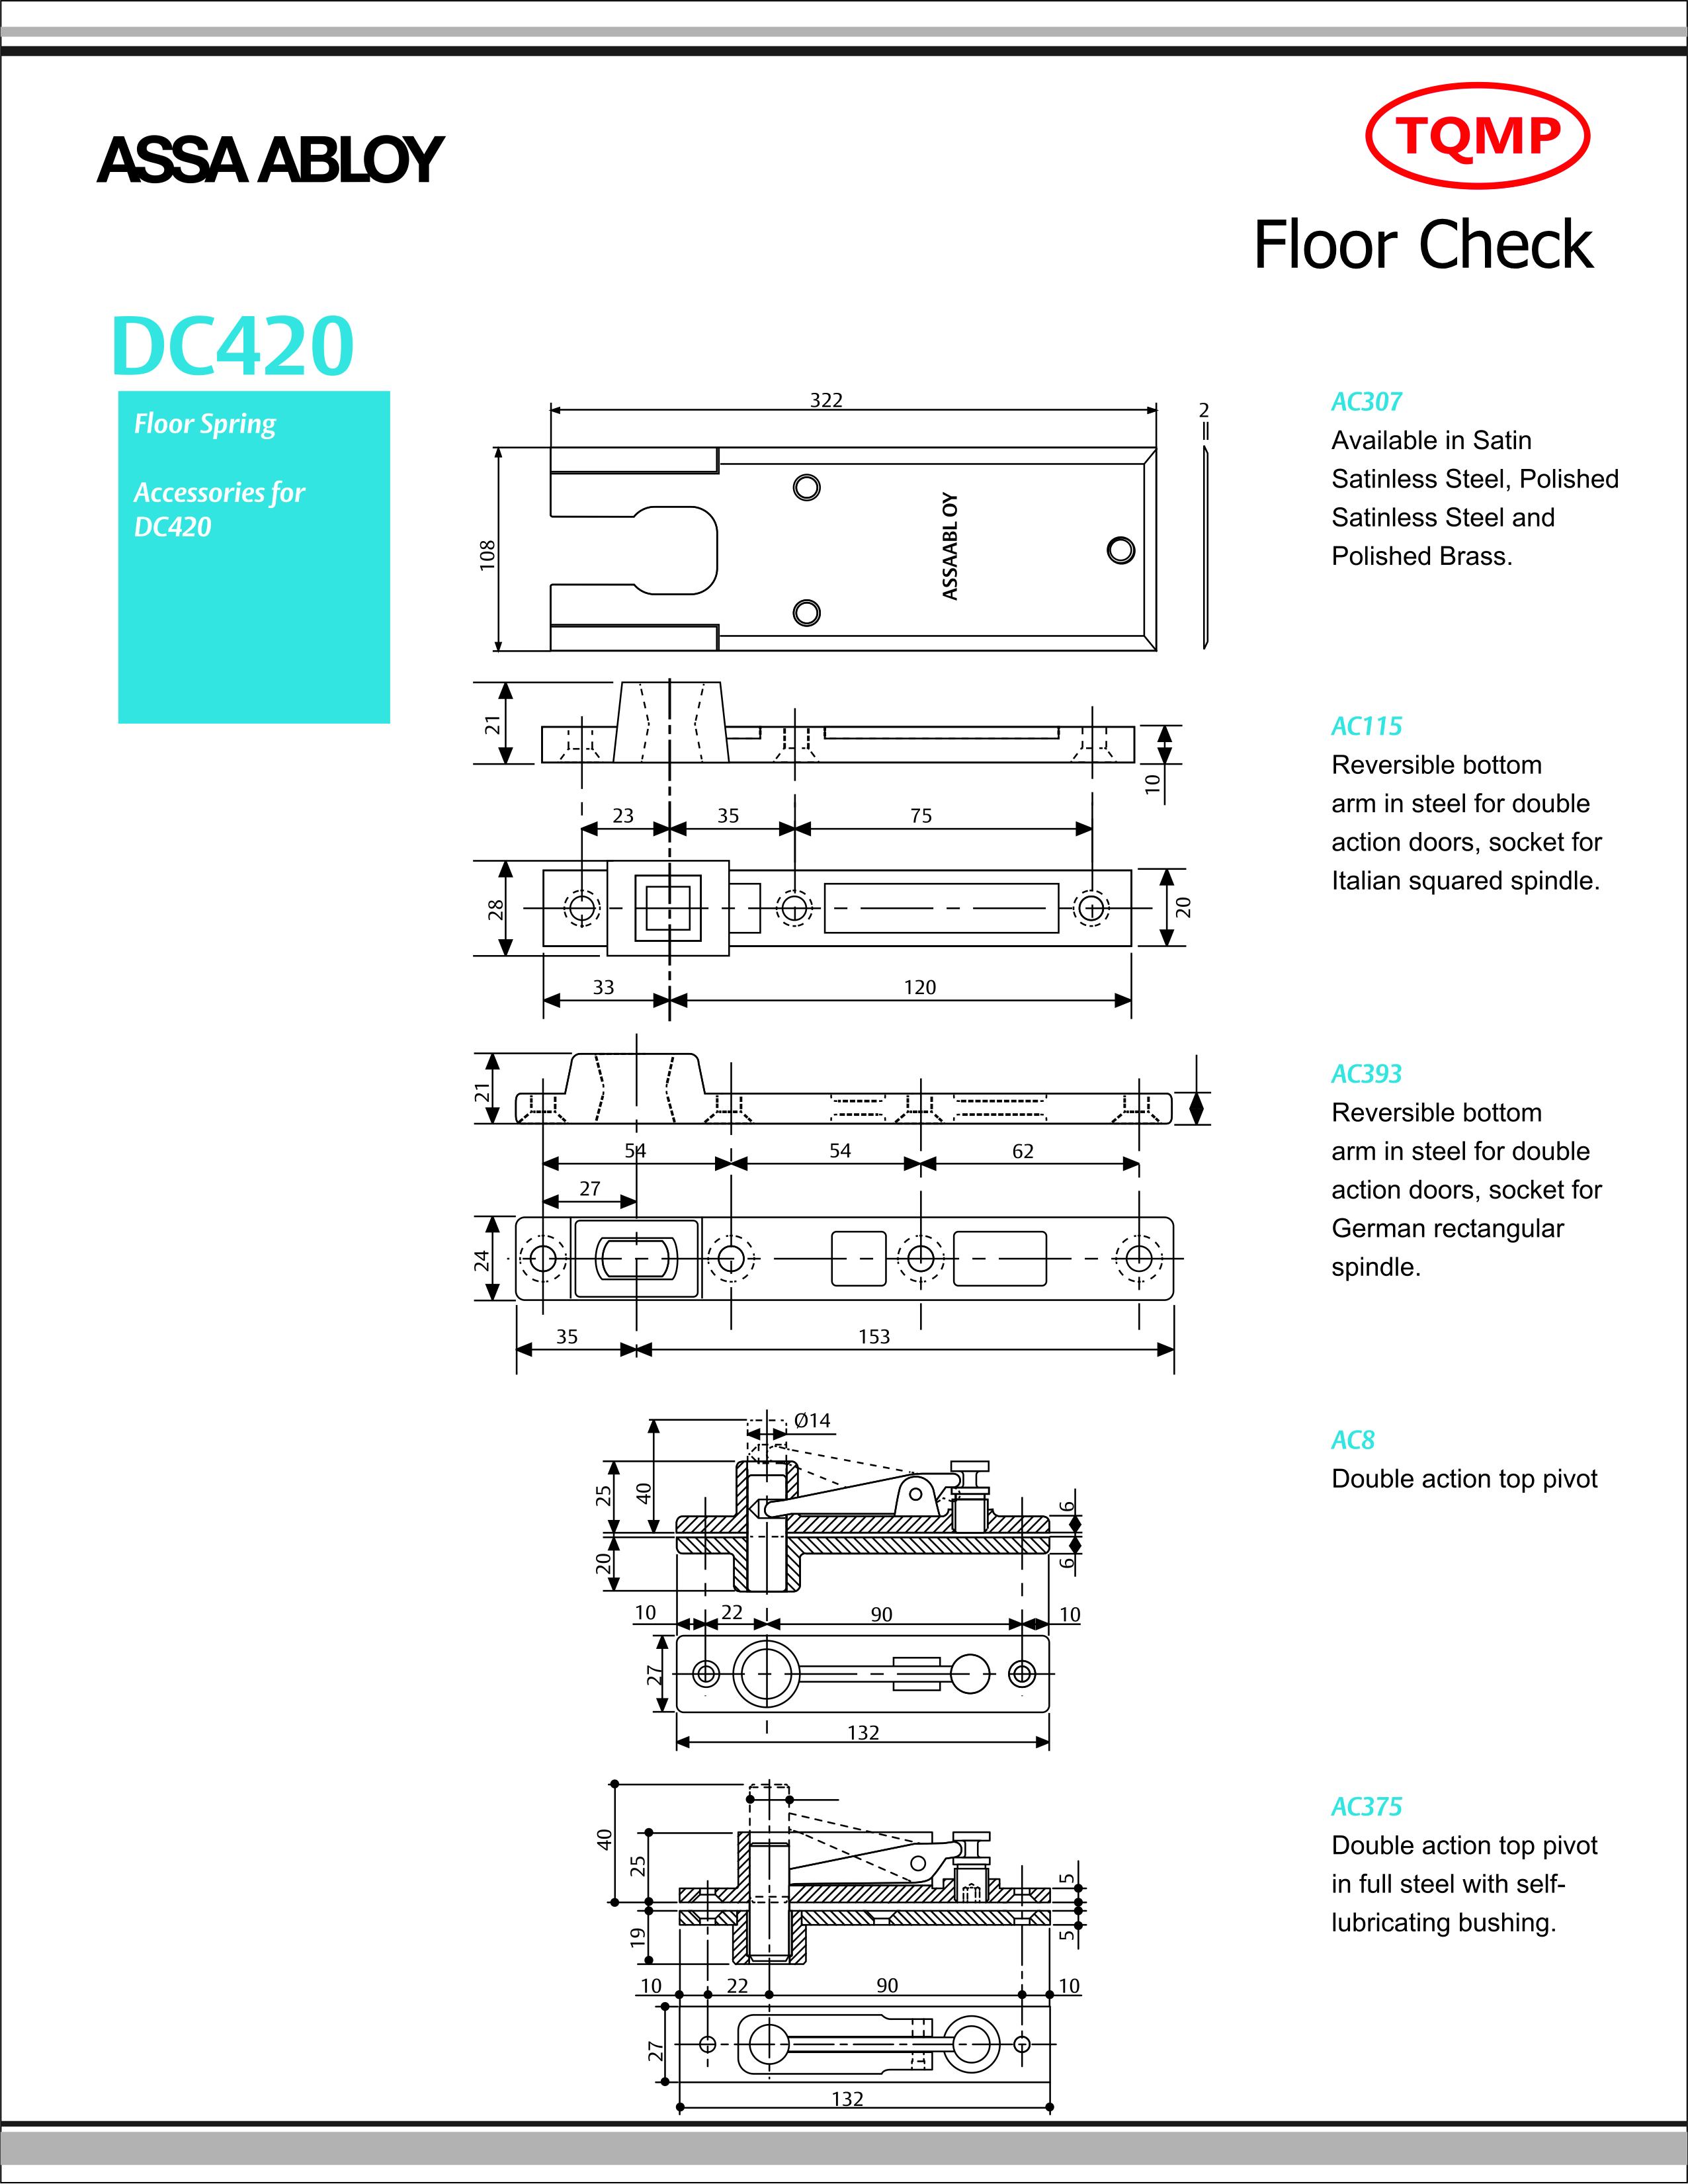 ASSA ABLOY
TQMP
Floor Check
DC420
Floor Spring
Accessories for
DC420
322
2
108
ASSAABL OY
AC307
Available in Satin
Satinless Steel, Polished
Satinless Steel and
Polished Brass.
21
10
23
35
75
28
20
33
120
AC115
Reversible bottom
arm in steel for double
action doors, socket for
Italian squared spindle.
21
54
54
62
27
24
35
153
AC393
Reversible bottom
arm in steel for double
action doors, socket for
German rectangular
spindle.
Ø14
40
25
20
6
6
10
22
90
10
27
132
AC8
Double action top pivot
40
25
19
5
5
10
22
90
10
27
132
AC375
Double action top pivot
in full steel with self-
lubricating bushing.